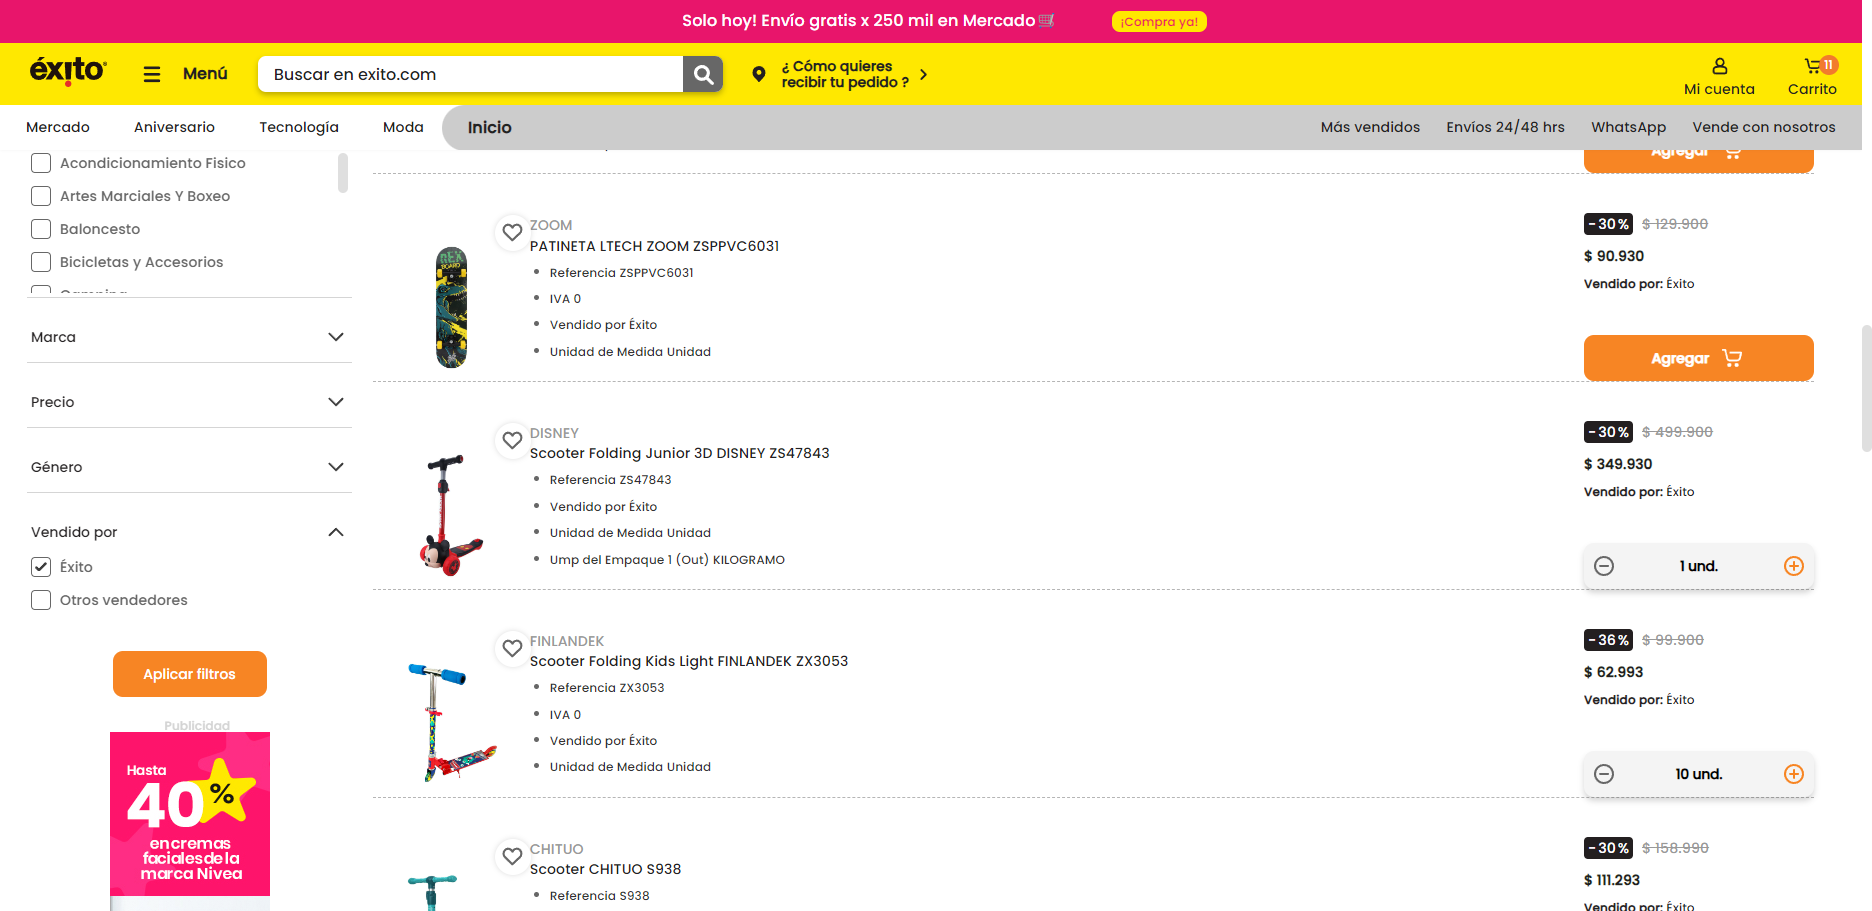 Solo hoy! Envío gratis x 250 mil en Mercado🛒
¡Compra ya!
éxito
Menú
Buscar en exito.com
¿ Cómo quieres
recibir tu pedido ?
Mi cuenta
11
Carrito
Mercado
Aniversario
Tecnología
Moda
Inicio
Más vendidos
Envíos 24/48 hrs
WhatsApp
Vende con nosotros
Acondicionamiento Fisico
Artes Marciales Y Boxeo
Baloncesto
Bicicletas y Accesorios
Camping
Marca
Precio
Género
Vendido por
Éxito
Otros vendedores
Aplicar filtros
Publicidad
Hasta
40%
en cremas
faciales de la
marca Nivea
Agregar
ZOOM
PATINETA LTECH ZOOM ZSPPVC6031
Referencia ZSPPVC6031
IVA 0
Vendido por Éxito
Unidad de Medida Unidad
-30% $ 129.900
$ 90.930
Vendido por: Éxito
Agregar
DISNEY
Scooter Folding Junior 3D DISNEY ZS47843
Referencia ZS47843
Vendido por Éxito
Unidad de Medida Unidad
Ump del Empaque 1 (Out) KILOGRAMO
-30% $ 499.900
$ 349.930
Vendido por: Éxito
1 und.
FINLANDEK
Scooter Folding Kids Light FINLANDEK ZX3053
Referencia ZX3053
IVA 0
Vendido por Éxito
Unidad de Medida Unidad
-36% $ 99.900
$ 62.993
Vendido por: Éxito
10 und.
CHITUO
Scooter CHITUO S938
Referencia S938
-30% $ 158.990
$ 111.293
Vendido por: Éxito